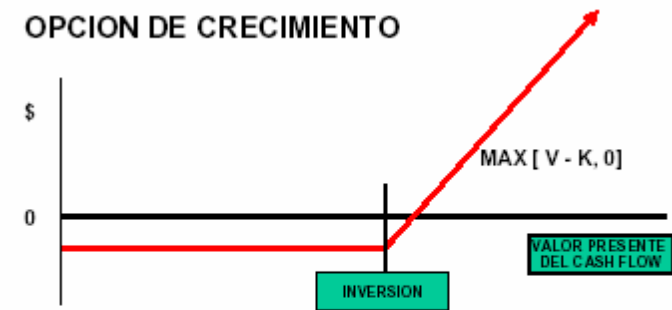 OPCION DE CRECIMIENTO
$
MAX [ V - K, 0]
0
VALOR PRESENTE
DEL CASH FLOW
INVERSION